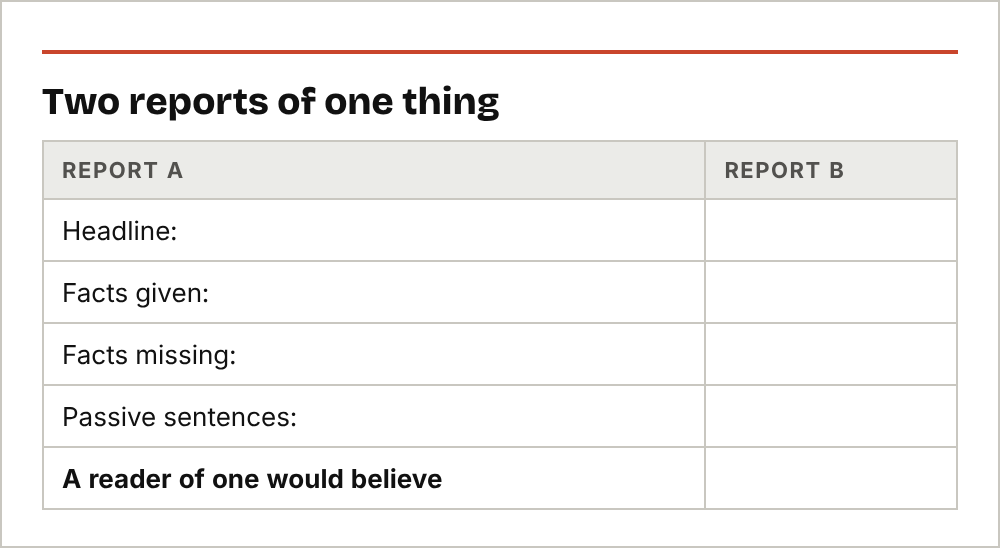 Two reports of one thing
REPORT A REPORT B
Headline:
Facts given:
Facts missing:
Passive sentences:
A reader of one would believe